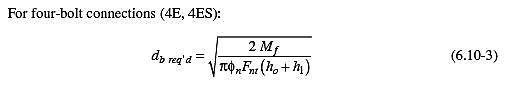 For four-bolt connections (4E, 4ES):
d_b req'd = √(2 M_f / (πϕ_n F_nt (h_o + h_1))) (6.10-3)